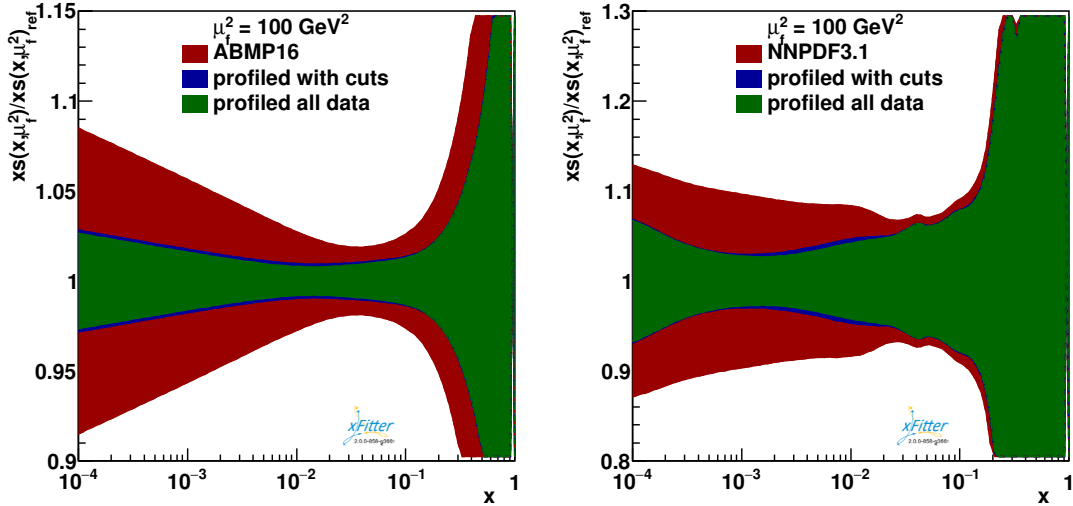 xs(x,μ_f^2)/xs(x,μ_f^2)_ref
1.15
1.1
1.05
1
0.95
0.9
μ_f^2 = 100 GeV^2
ABMP16
profiled with cuts
profiled all data
xFitter
10^-4
10^-3
10^-2
10^-1
1
x
xs(x,μ_f^2)/xs(x,μ_f^2)_ref
1.3
1.2
1.1
1
0.9
0.8
μ_f^2 = 100 GeV^2
NNPDF3.1
profiled with cuts
profiled all data
xFitter
10^-4
10^-3
10^-2
10^-1
1
x